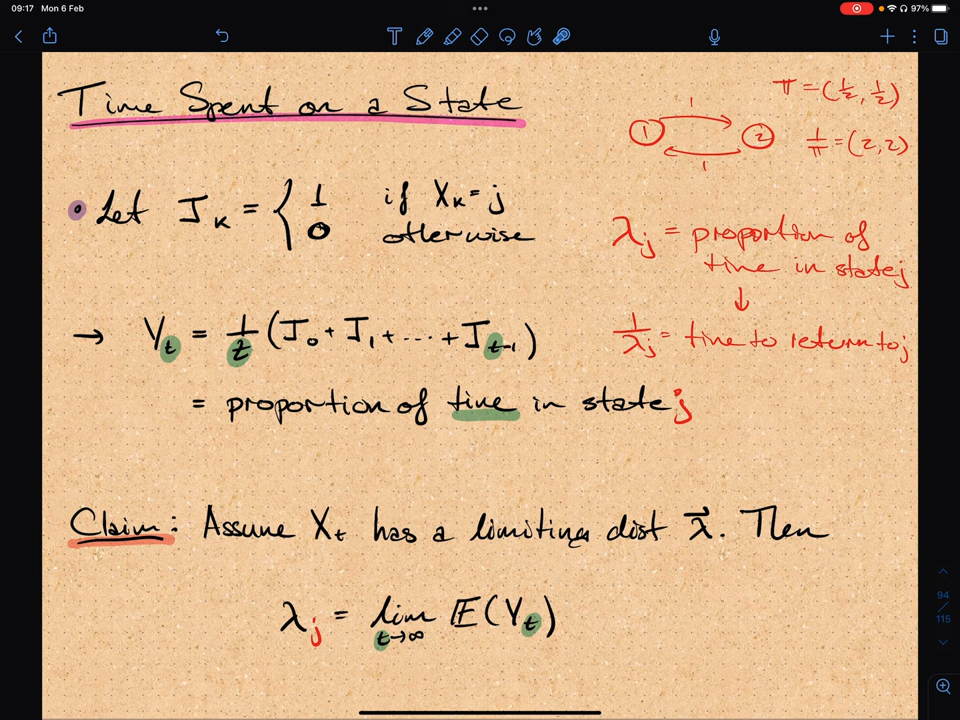 09:17 Mon 6 Feb
97%
Time Spent on a State
π = (1/2, 1/2)
1
1 2
1
1/π = (2, 2)
• Let J_k = { 1 if X_k = j
0 otherwise
λ_j = proportion of
time in state j
↓
1/λ_j = time to return to j
→ Y_t = 1/t (J_0 + J_1 + ... + J_t-1)
= proportion of time in state j
Claim: Assume X_t has a limiting dist λ⃗. Then
λ_j = lim t→∞ E(Y_t)
94
/
115